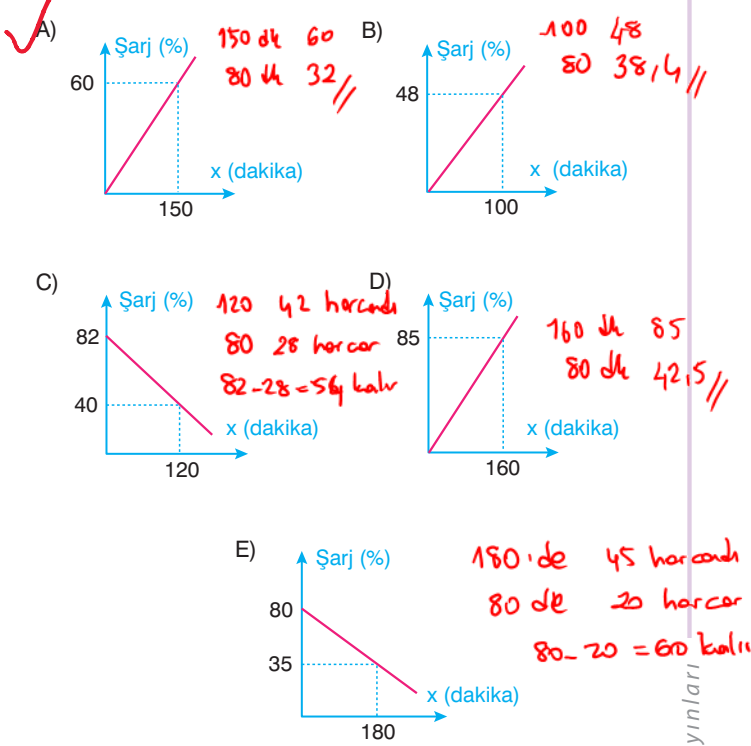 A)
Şarj (%)
60
x (dakika)
150
150 dk 60
80 dk 32
B)
Şarj (%)
48
x (dakika)
100
100 48
80 38,4
C)
Şarj (%)
82
40
x (dakika)
120
120 42 harcandı
80 28 harcar
82-28=54 kalır
D)
Şarj (%)
85
x (dakika)
160
160 dk 85
80 dk 42,5
E)
Şarj (%)
80
35
x (dakika)
180
180'de 45 harcandı
80 dk 20 harcar
80-20=60 kalır
yınları